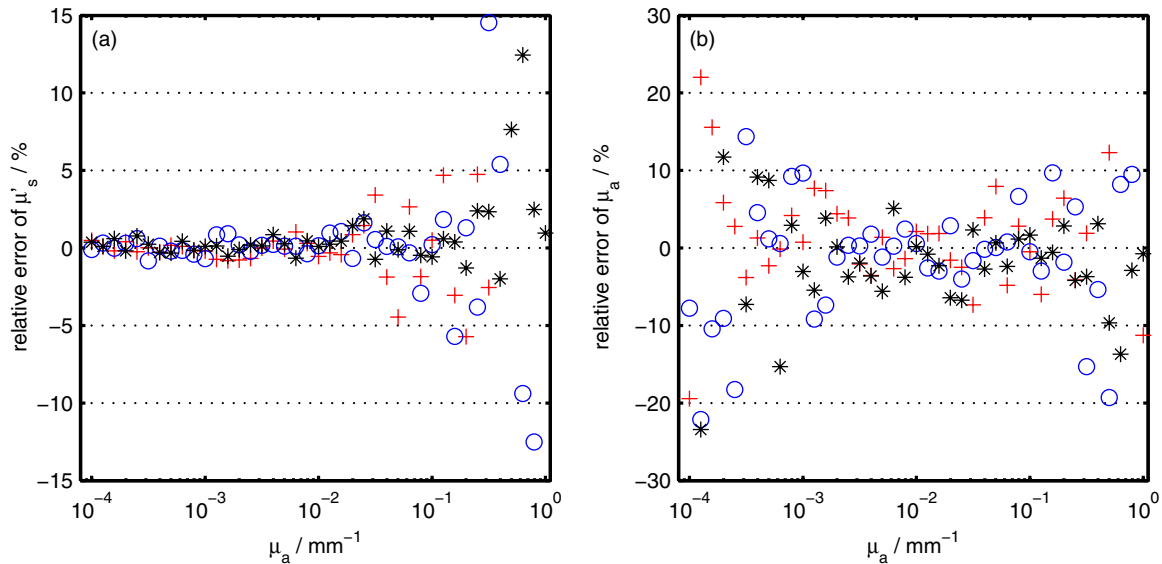 (a)
relative error of μ's / %
15
10
5
0
−5
−10
−15
10⁻⁴ 10⁻³ 10⁻² 10⁻¹ 10⁰
μa / mm⁻¹
(b)
relative error of μa / %
30
20
10
0
−10
−20
−30
10⁻⁴ 10⁻³ 10⁻² 10⁻¹ 10⁰
μa / mm⁻¹